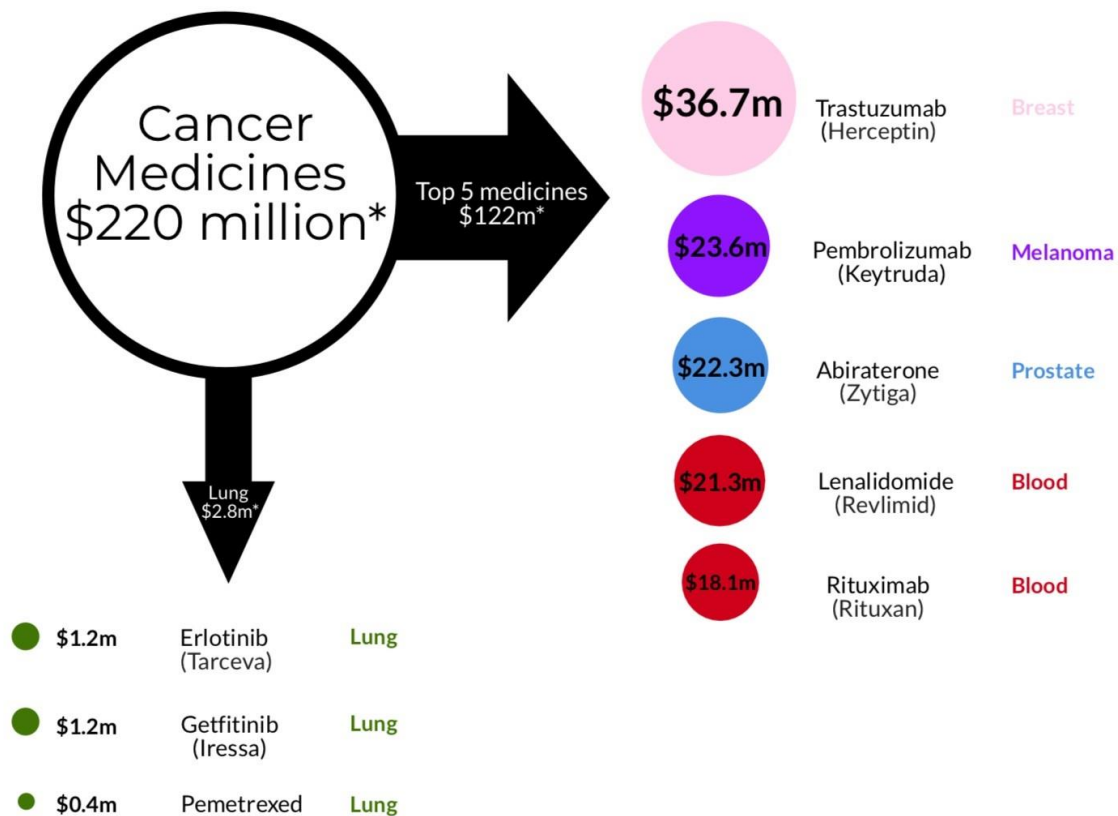 Cancer
Medicines
$220 million*
Top 5 medicines
$122m*
$36.7m
Trastuzumab
(Herceptin)
Breast
$23.6m
Pembrolizumab
(Keytruda)
Melanoma
$22.3m
Abiraterone
(Zytiga)
Prostate
$21.3m
Lenalidomide
(Revlimid)
Blood
$18.1m
Rituximab
(Rituxan)
Blood
Lung
$2.8m*
$1.2m
Erlotinib
(Tarceva)
Lung
$1.2m
Getfitinib
(Iressa)
Lung
$0.4m
Pemetrexed
Lung